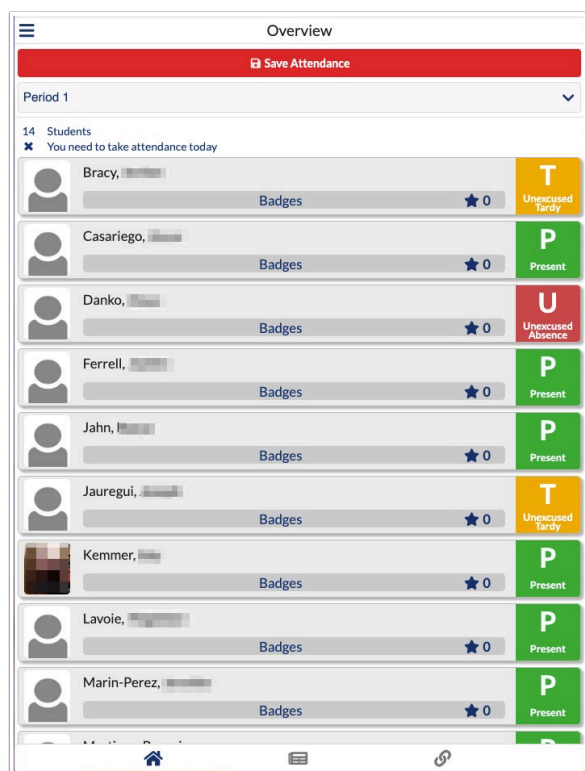 Overview
Save Attendance
Period 1
14 Students
You need to take attendance today
Bracy,
T
Badges 0
Unexcused
Tardy
Casariego,
P
Badges 0
Present
Danko,
U
Badges 0
Unexcused
Absence
Ferrell,
P
Badges 0
Present
Jahn,
P
Badges 0
Present
Jauregui,
T
Badges 0
Unexcused
Tardy
Kemmer,
P
Badges 0
Present
Lavoie,
P
Badges 0
Present
Marin-Perez,
P
Badges 0
Present